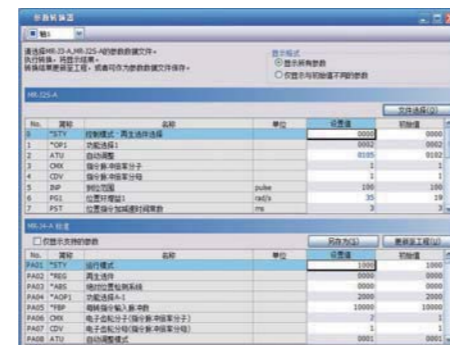 参数转换器
轴1
请选择MR-J3-A,MR-J2S-A的参数数据文件。
执行转换,将显示结果。
转换结果更新至工程,或者可作为参数数据文件保存。
显示格式
显示所有参数
仅显示与初始值不同的参数
MR-J2S-A
文件选择(O)
No. 简称 名称 单位 设置值 初始值
0 *STY 控制模式・再生选件选择 0000 0000
1 *OP1 功能选择1 0002 0002
2 ATU 自动调整 0105 0102
3 CMX 指令脉冲倍率分子 1 1
4 CDV 指令脉冲倍率分母 1 1
5 INP 到位范围 pulse 100 100
6 PG1 位置环增益1 rad/s 35 19
7 PST 位置指令加减速时间常数 ms 3 3
MR-J4-A 标准
仅显示支持的参数
另存为(S) 更新至工程(U)
No. 简称 名称 单位 设置值 初始值
PA01 *STY 运行模式 1000 1000
PA02 *REG 再生选件 0000 0000
PA03 *ABS 绝对位置检测系统 0000 0000
PA04 *AOP1 功能选择A-1 2000 2000
PA05 *FBP 每转指令输入脉冲数 10000 10000
PA06 CMX 电子齿轮分子(指令脉冲倍率分子) 2 1
PA07 CDV 电子齿轮分母(指令脉冲倍率分母) 1 1
PA08 ATU 自动调整模式 0001 0001